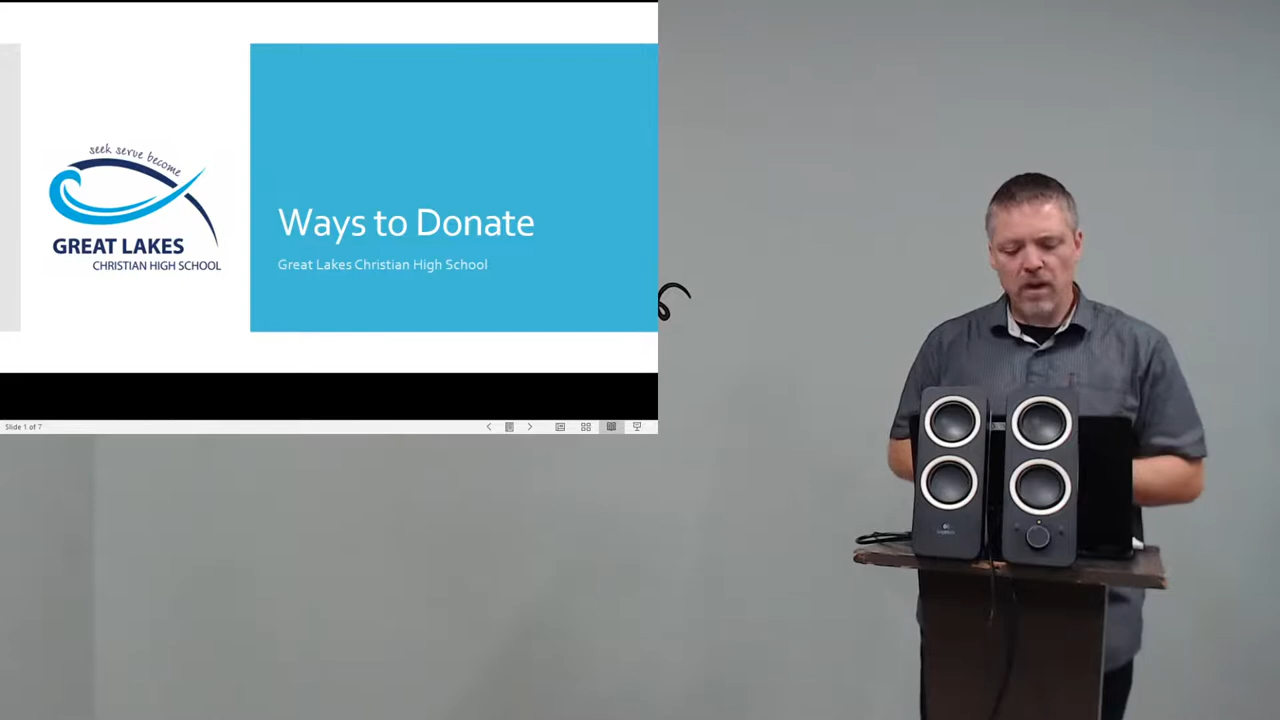 seek serve become
GREAT LAKES
CHRISTIAN HIGH SCHOOL
Ways to Donate
Great Lakes Christian High School
Slide 1 of 7